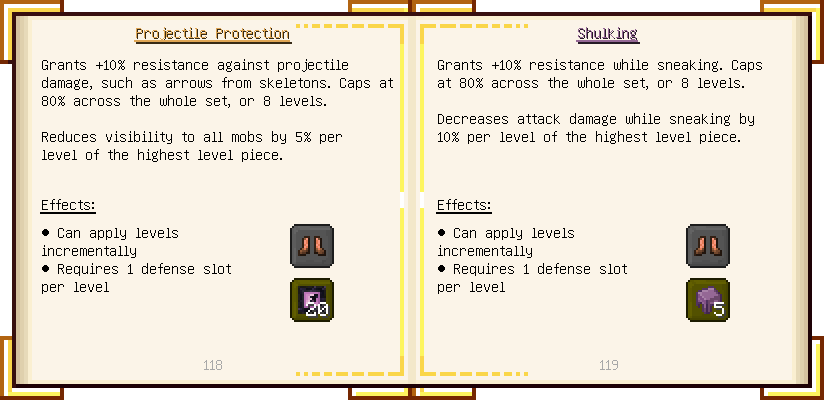 Projectile Protection
Grants +10% resistance against projectile
damage, such as arrows from skeletons. Caps at
80% across the whole set, or 8 levels.
Reduces visibility to all mobs by 5% per
level of the highest level piece.
Effects:
• Can apply levels
incrementally
• Requires 1 defense slot
per level
20
118
Shulking
Grants +10% resistance while sneaking. Caps
at 80% across the whole set, or 8 levels.
Decreases attack damage while sneaking by
10% per level of the highest level piece.
Effects:
• Can apply levels
incrementally
• Requires 1 defense slot
per level
5
119